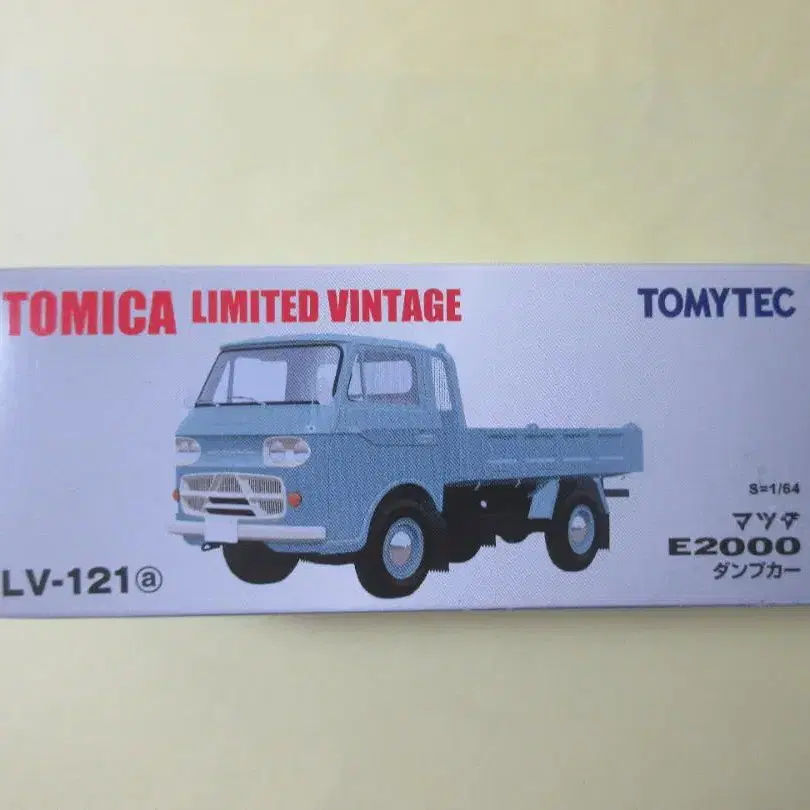 TOMICA LIMITED VINTAGE
TOMYTEC
S=1/64
マツダ
E2000
ダンプカー
LV-121ⓐ